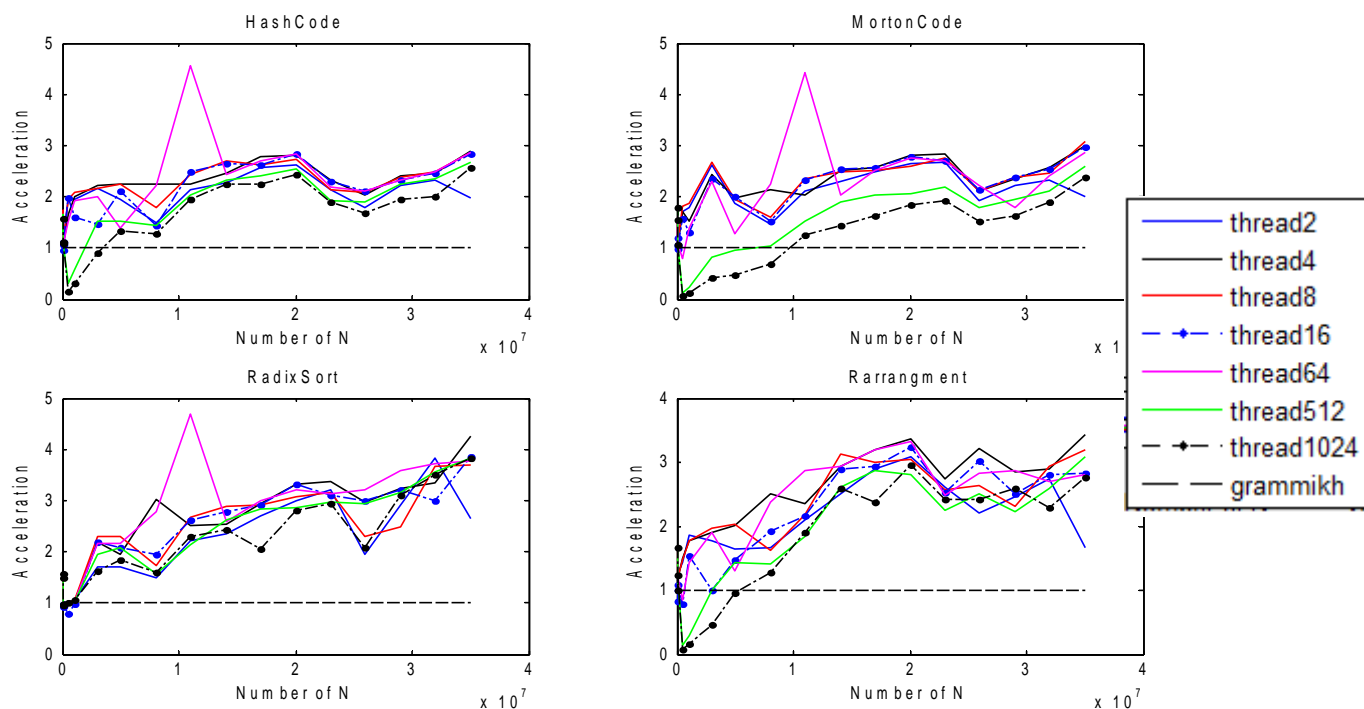 HashCode
5
4
3
2
1
0
Acceleration
0 1 2 3 4
Number of N
x 10^7
MortonCode
5
4
3
2
1
0
Acceleration
0 1 2 3 4
Number of N
x 1
RadixSort
5
4
3
2
1
0
Acceleration
0 1 2 3 4
Number of N
x 10^7
Rarrangment
4
3
2
1
0
Acceleration
0 1 2 3 4
Number of N
x 10^7
thread2
thread4
thread8
thread16
thread64
thread512
thread1024
grammikh